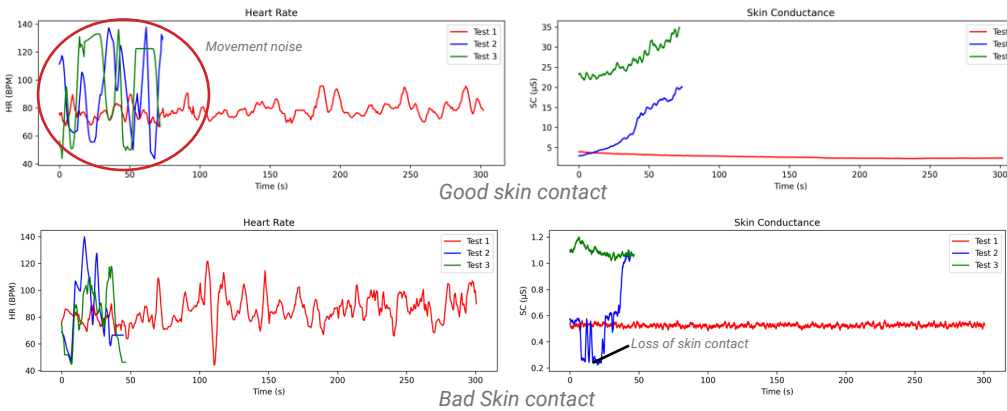 Heart Rate
140
120
100
80
60
40
HR (BPM)
0 50 100 150 200 250 300
Time (s)
Test 1
Test 2
Test 3
Movement noise
Skin Conductance
35
30
25
20
15
10
5
SC (µS)
0 50 100 150 200 250 300
Time (s)
Test 1
Test 2
Test 3
Good skin contact
Heart Rate
140
120
100
80
60
40
HR (BPM)
0 50 100 150 200 250 300
Time (s)
Test 1
Test 2
Test 3
Skin Conductance
1.2
1.0
0.8
0.6
0.4
0.2
SC (µS)
0 50 100 150 200 250 300
Time (s)
Test 1
Test 2
Test 3
Loss of skin contact
Bad Skin contact